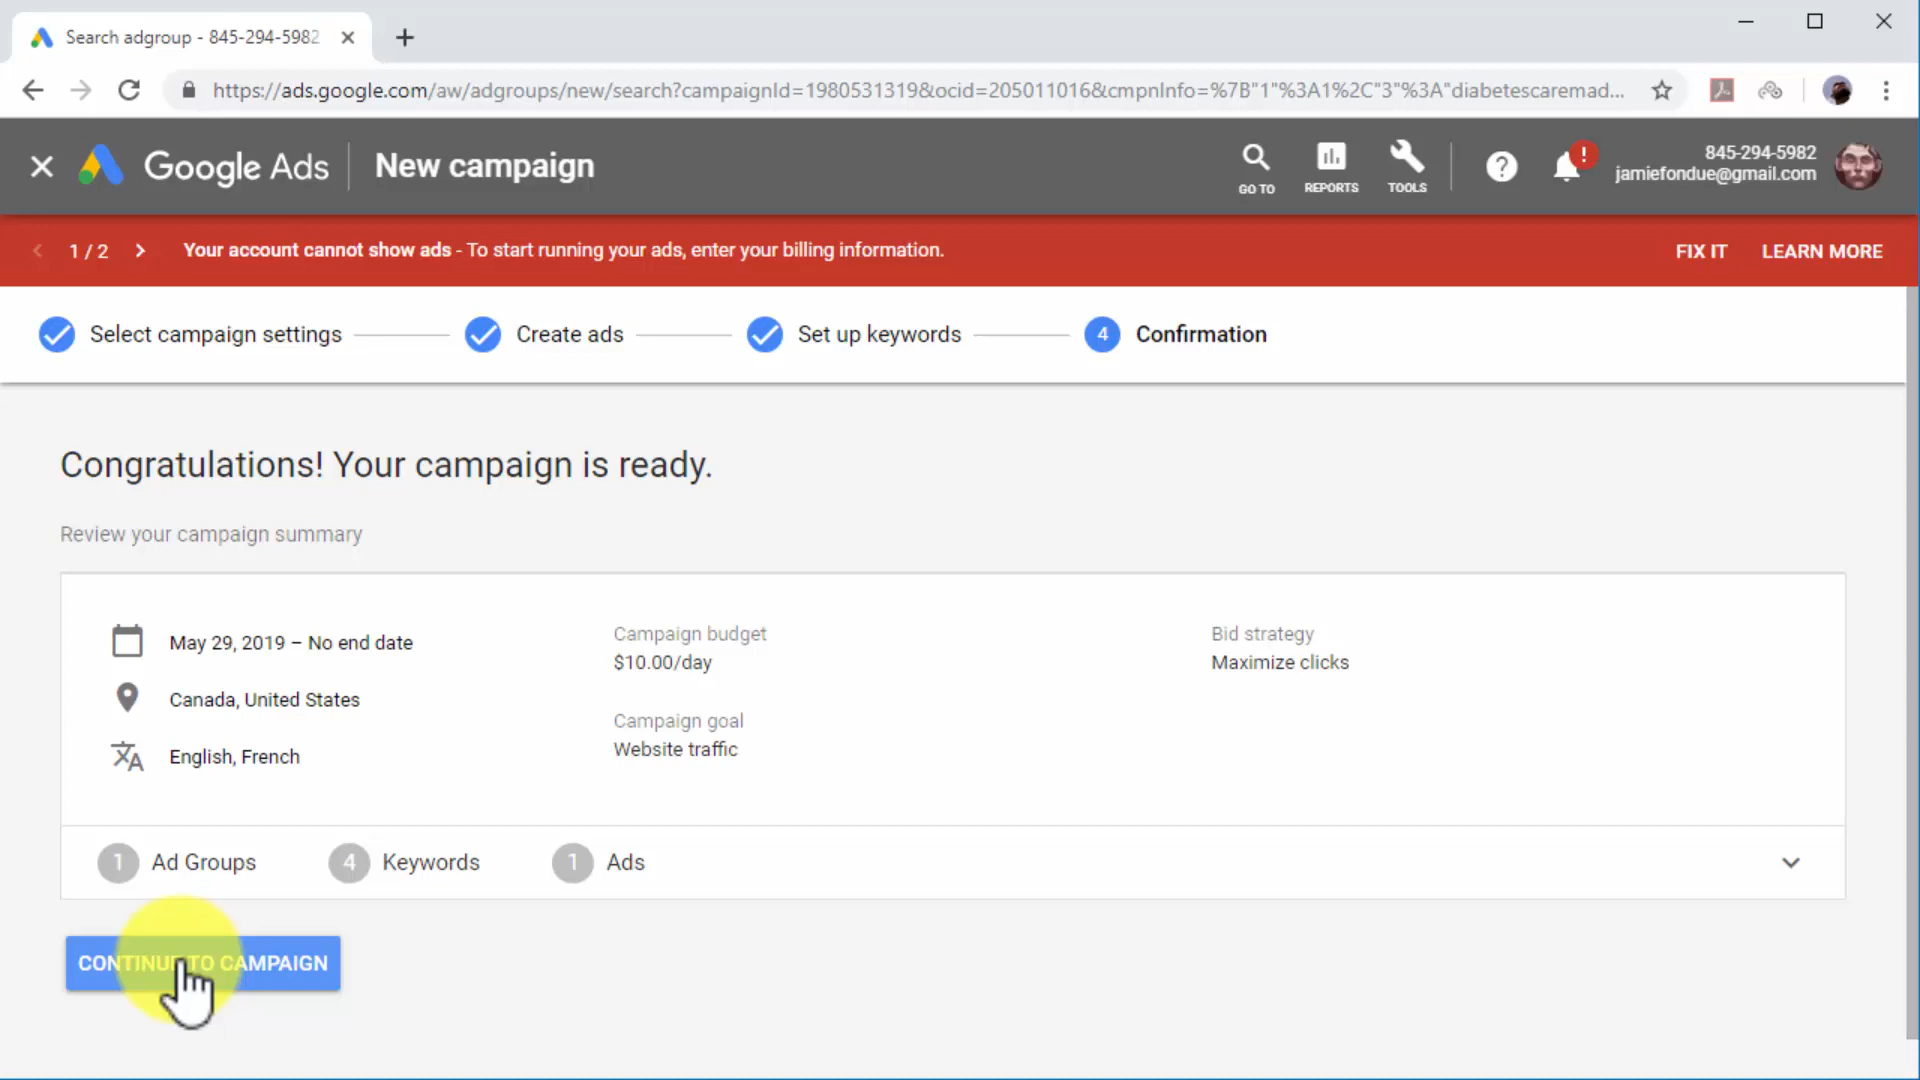 Search adgroup - 845-294-5982
https://ads.google.com/aw/adgroups/new/search?campaignId=1980531319&ocid=205011016&cmpnInfo=%7B"1"%3A1%2C"3"%3A"diabetescaremad...
Google Ads
New campaign
GO TO
REPORTS
TOOLS
?
!
845-294-5982
jamiefondue@gmail.com
1 / 2
Your account cannot show ads - To start running your ads, enter your billing information.
FIX IT
LEARN MORE
Select campaign settings
Create ads
Set up keywords
4 Confirmation
Congratulations! Your campaign is ready.
Review your campaign summary
May 29, 2019 – No end date
Canada, United States
English, French
Campaign budget
$10.00/day
Campaign goal
Website traffic
Bid strategy
Maximize clicks
1 Ad Groups
4 Keywords
1 Ads
CONTINUE TO CAMPAIGN